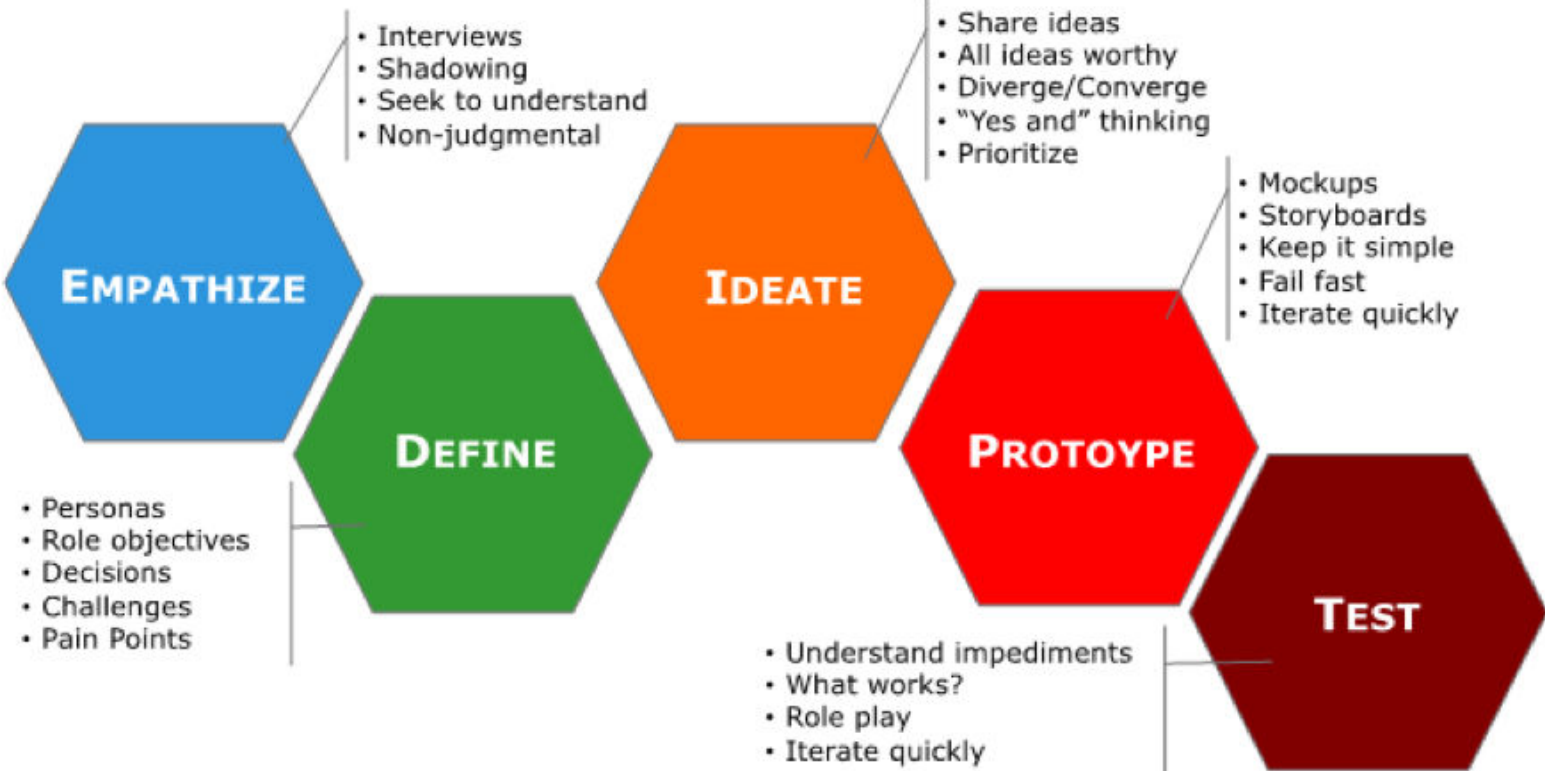 • Interviews
• Shadowing
• Seek to understand
• Non-judgmental
EMPATHIZE
• Personas
• Role objectives
• Decisions
• Challenges
• Pain Points
DEFINE
• Share ideas
• All ideas worthy
• Diverge/Converge
• “Yes and” thinking
• Prioritize
IDEATE
• Mockups
• Storyboards
• Keep it simple
• Fail fast
• Iterate quickly
PROTOYPE
• Understand impediments
• What works?
• Role play
• Iterate quickly
TEST